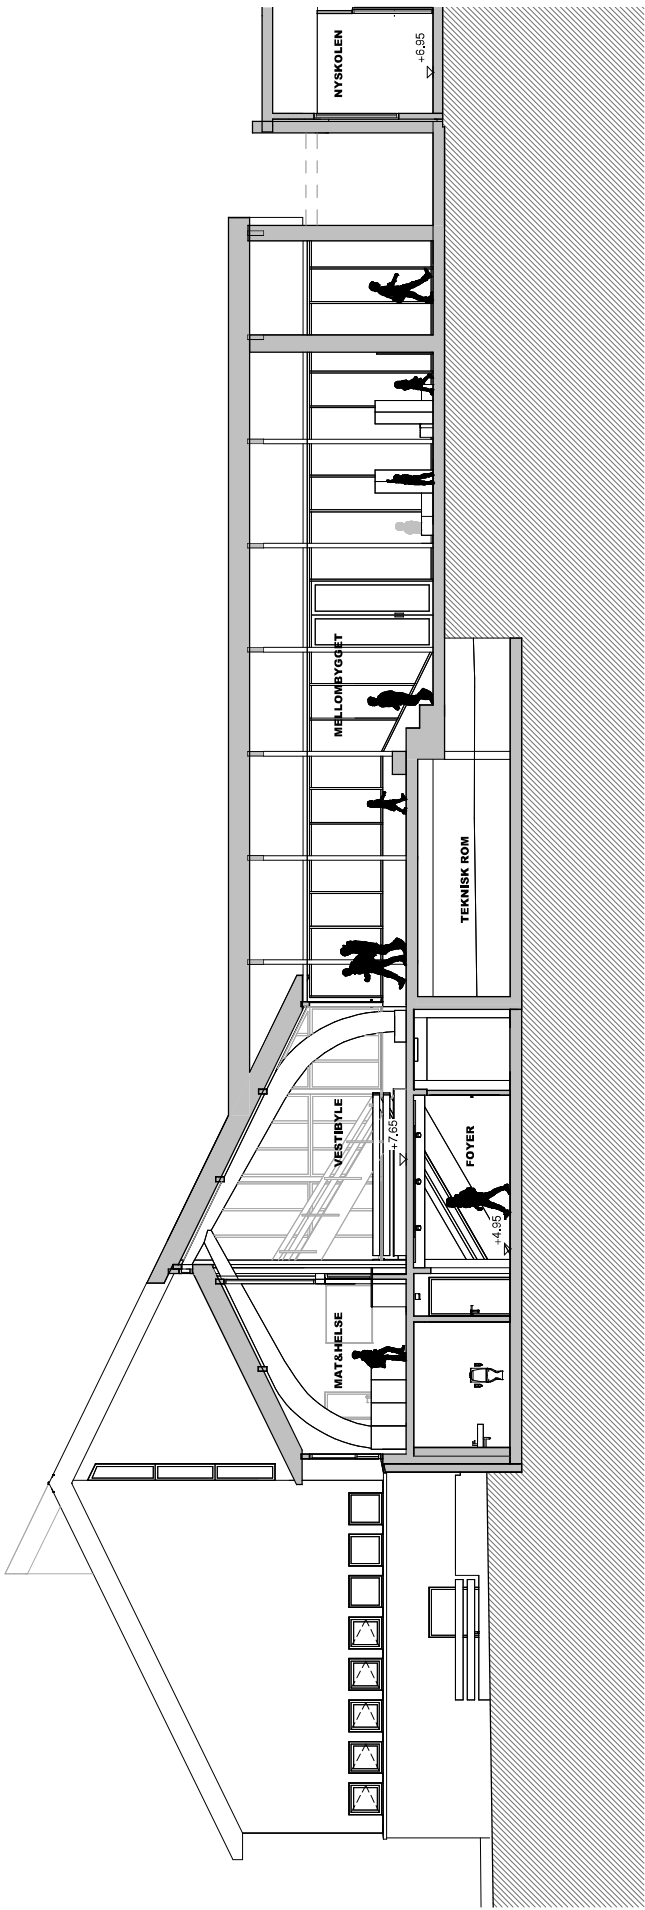 MAT&HELSE
VESTIBYLE
+7.65
FOYER
+4.95
TEKNISK ROM
MELLOMBYGGET
NYSKOLEN
+6.95